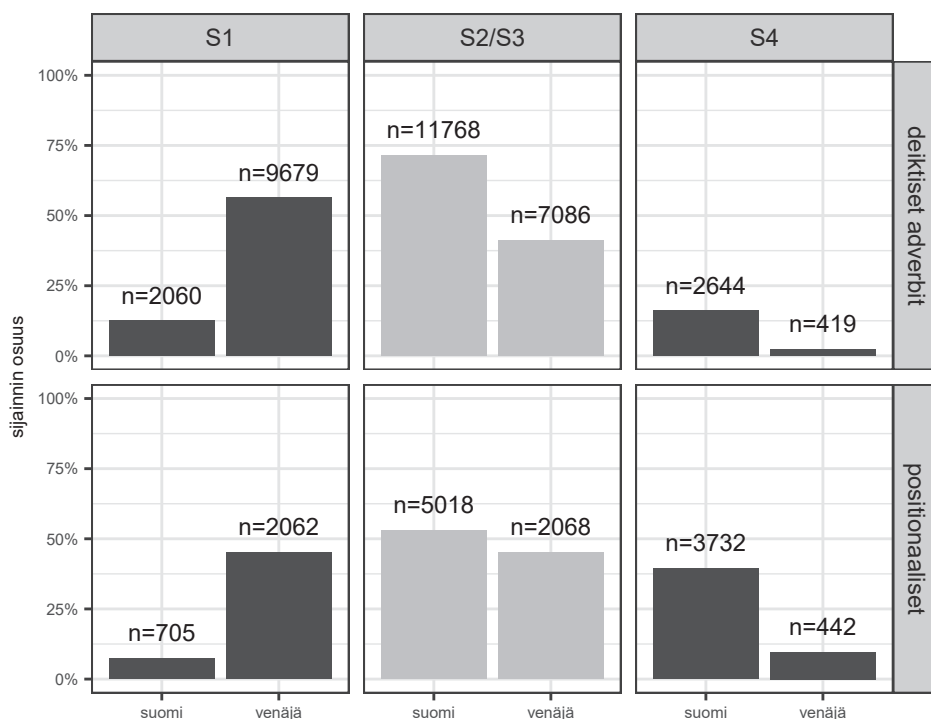 S1 S2/S3 S4
100%
75%
50%
25%
0%
n=2060
n=9679
n=11768
n=7086
n=2644
n=419
deiktiset adverbit
sijainnin osuus
100%
75%
50%
25%
0%
n=705
n=2062
n=5018
n=2068
n=3732
n=442
positionaaliset
suomi venäjä suomi venäjä suomi venäjä